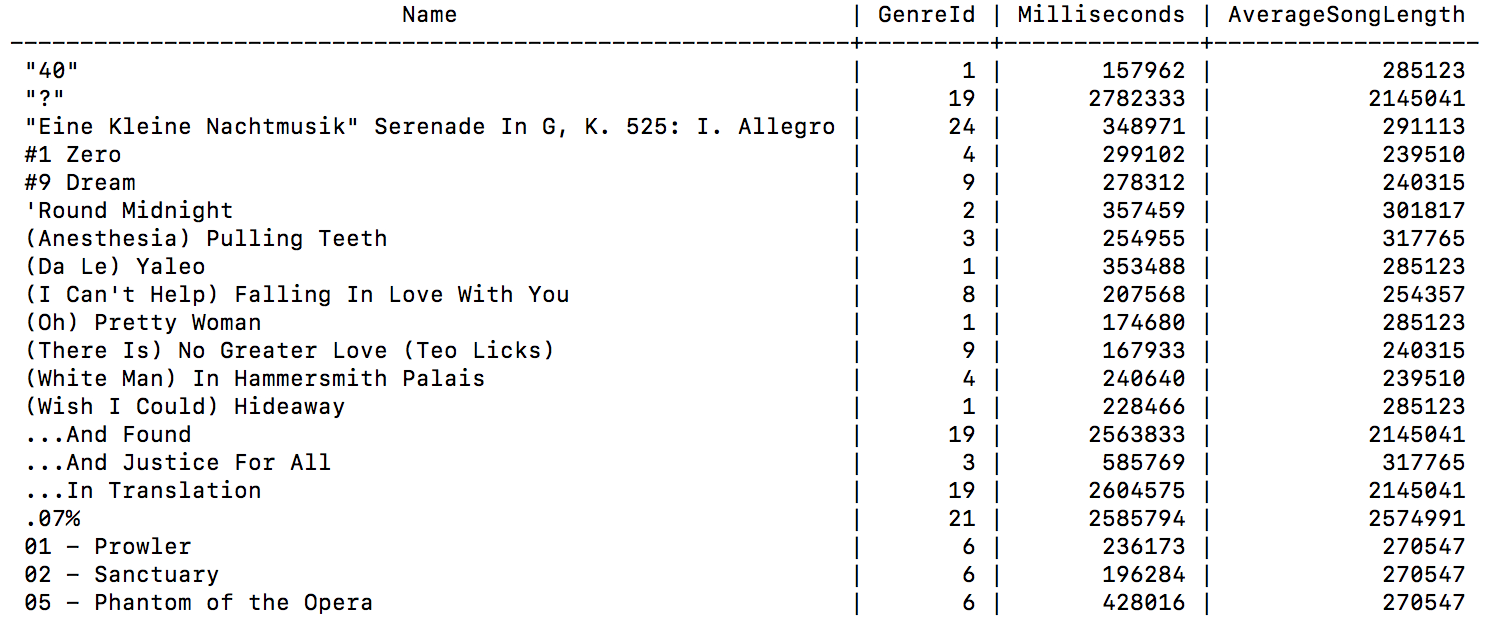 Name | GenreId | Milliseconds | AverageSongLength
------------------------------------------------------------+----------+--------------+-------------------
"40" | 1 | 157962 | 285123
"?" | 19 | 2782333 | 2145041
"Eine Kleine Nachtmusik" Serenade In G, K. 525: I. Allegro | 24 | 348971 | 291113
#1 Zero | 4 | 299102 | 239510
#9 Dream | 9 | 278312 | 240315
'Round Midnight | 2 | 357459 | 301817
(Anesthesia) Pulling Teeth | 3 | 254955 | 317765
(Da Le) Yaleo | 1 | 353488 | 285123
(I Can't Help) Falling In Love With You | 8 | 207568 | 254357
(Oh) Pretty Woman | 1 | 174680 | 285123
(There Is) No Greater Love (Teo Licks) | 9 | 167933 | 240315
(White Man) In Hammersmith Palais | 4 | 240640 | 239510
(Wish I Could) Hideaway | 1 | 228466 | 285123
...And Found | 19 | 2563833 | 2145041
...And Justice For All | 3 | 585769 | 317765
...In Translation | 19 | 2604575 | 2145041
.07% | 21 | 2585794 | 2574991
01 - Prowler | 6 | 236173 | 270547
02 - Sanctuary | 6 | 196284 | 270547
05 - Phantom of the Opera | 6 | 428016 | 270547